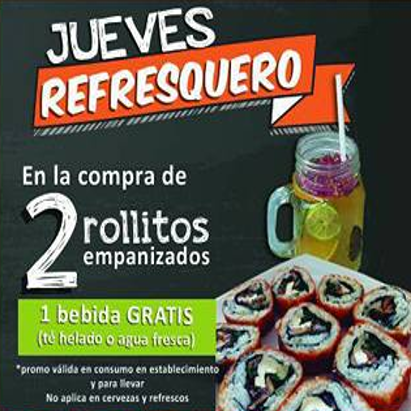 JUEVES
REFRESQUERO
En la compra de
2 rollitos
empanizados
1 bebida GRATIS
(té helado o agua fresca)
*promo válida en consumo en establecimiento
y para llevar
No aplica en cervezas y refrescos